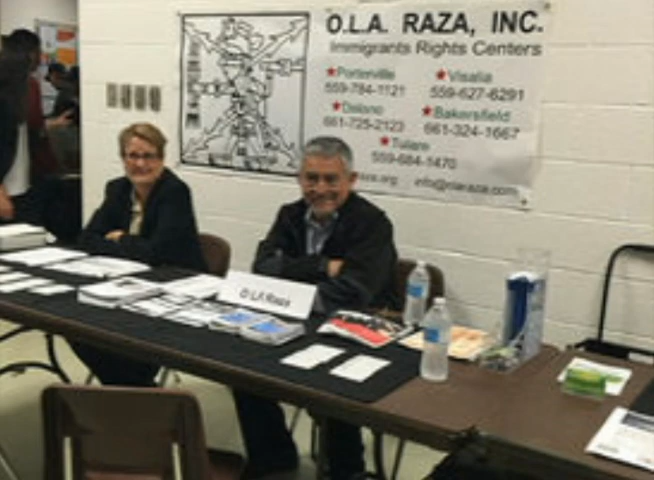 O.L.A. RAZA, INC.
Immigrants Rights Centers
Porterville
559-784-1121
Visalia
559-627-6291
Delano
661-725-2123
Bakersfield
661-324-1667
Tulare
559-684-1470
info@olaraza.com
O.L.A Raza